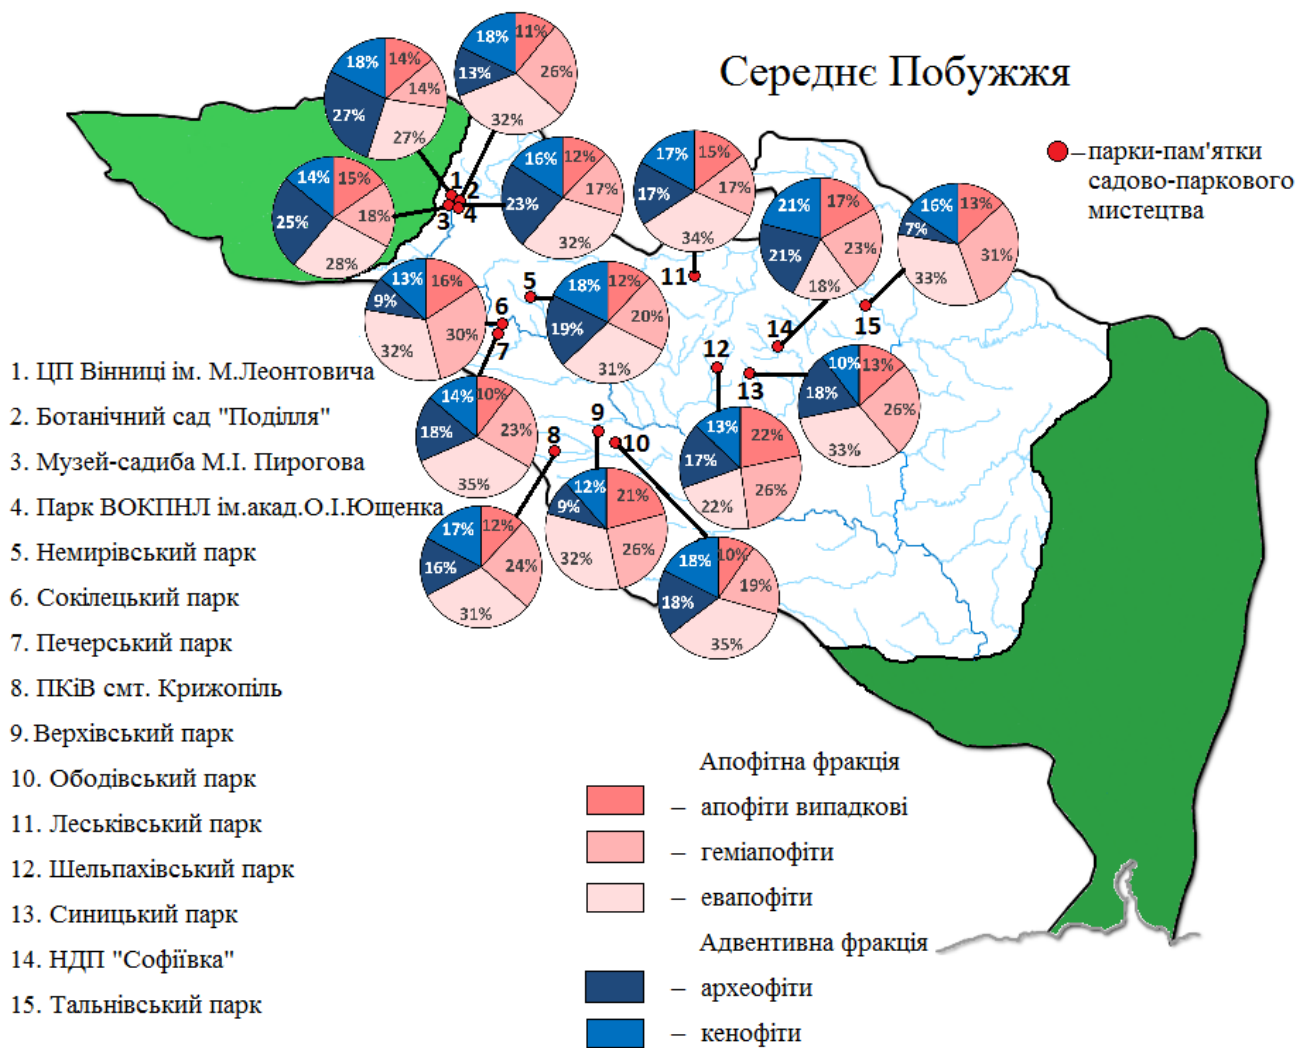 Середнє Побужжя
– парки-пам'ятки
садово-паркового
мистецтва
18% 14% 14% 27% 27%
18% 11% 26% 32% 13%
14% 15% 18% 28% 25%
16% 12% 17% 32% 23%
17% 15% 17% 34% 17%
21% 17% 23% 18% 21%
16% 13% 31% 33% 7%
13% 16% 30% 32% 9%
18% 12% 20% 31% 19%
14% 10% 23% 35% 18%
10% 13% 26% 33% 18%
13% 22% 26% 22% 17%
12% 21% 26% 32% 9%
17% 12% 24% 31% 16%
18% 10% 19% 35% 18%
1
2
3
4
5
6
7
8
9
10
11
12
13
14
15
1. ЦП Вінниці ім. М.Леонтовича
2. Ботанічний сад "Поділля"
3. Музей-садиба М.І. Пирогова
4. Парк ВОКПНЛ ім.акад.О.І.Ющенка
5. Немирівський парк
6. Сокілецький парк
7. Печерський парк
8. ПКіВ смт. Крижопіль
9. Верхівський парк
10. Ободівський парк
11. Леськівський парк
12. Шельпахівський парк
13. Синицький парк
14. НДП "Софіївка"
15. Тальнівський парк
Апофітна фракція
– апофіти випадкові
– геміапофіти
– евапофіти
Адвентивна фракція
– археофіти
– кенофіти